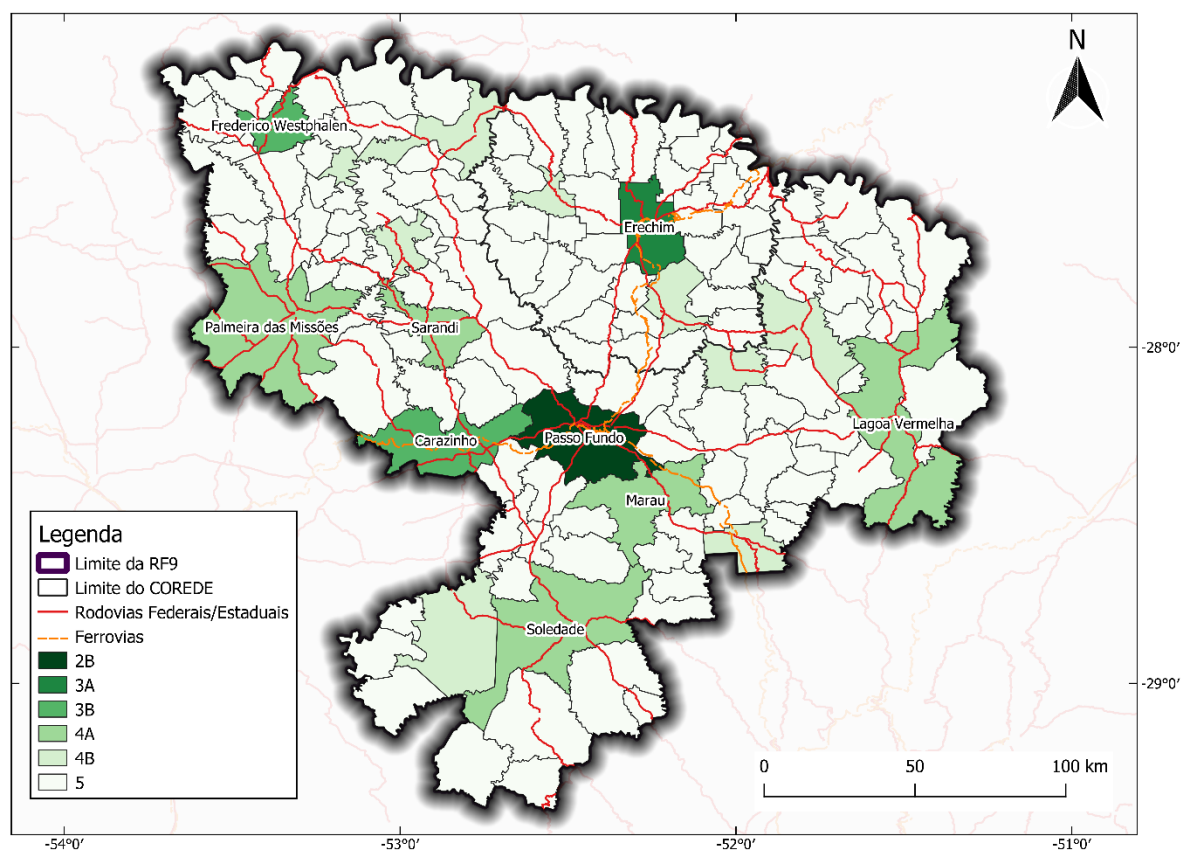 N
Frederico Westphalen
Erechim
Palmeira das Missões
Sarandi
-28°0'
Lagoa Vermelha
Carazinho
Passo Fundo
Marau
Soledade
-29°0'
Legenda
Limite da RF9
Limite do COREDE
Rodovias Federais/Estaduais
Ferrovias
2B
3A
3B
4A
4B
5
0 50 100 km
-54°0' -53°0' -52°0' -51°0'